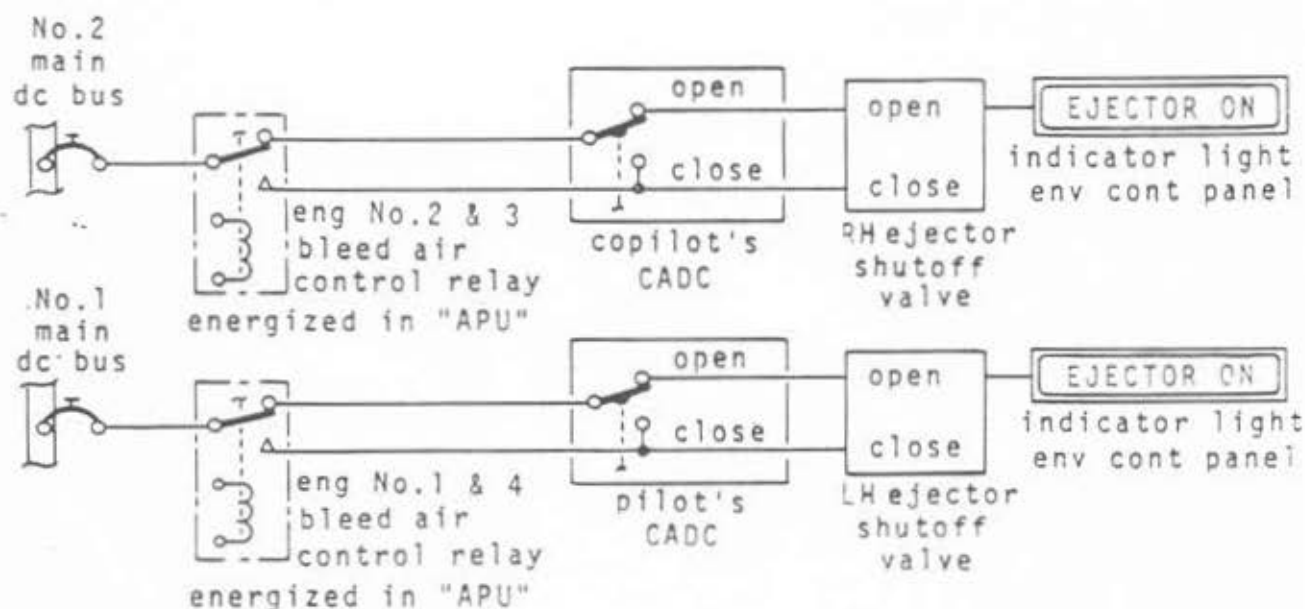 No.2
main
dc bus
eng No.2 & 3
bleed air
control relay
energized in "APU"
open
close
copilot's
CADC
open
close
RH ejector
shutoff
valve
EJECTOR ON
indicator light
env cont panel
No.1
main
dc bus
eng No.1 & 4
bleed air
control relay
energized in "APU"
open
close
pilot's
CADC
open
close
LH ejector
shutoff
valve
EJECTOR ON
indicator light
env cont panel